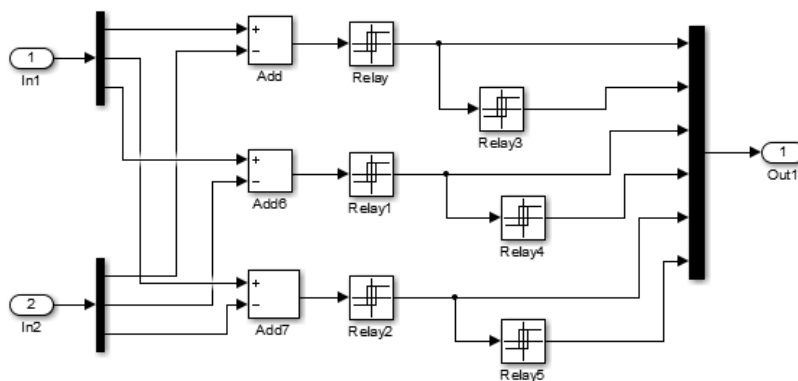 +
−
Add
Relay
1
In1
Relay3
+
−
Add6
Relay1
1
Out1
Relay4
+
−
Add7
Relay2
2
In2
Relay5